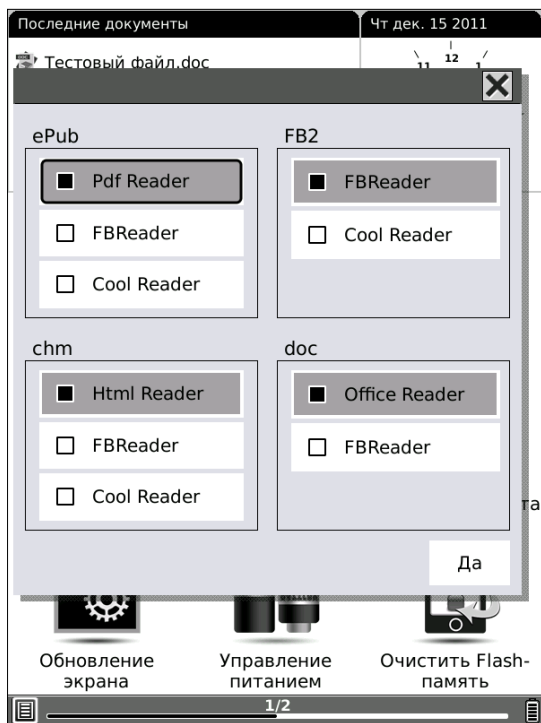 Последние документы
Чт дек. 15 2011
Тестовый файл.doc
11 12 1
ePub
Pdf Reader
FBReader
Cool Reader
FB2
FBReader
Cool Reader
chm
Html Reader
FBReader
Cool Reader
doc
Office Reader
FBReader
Да
Обновление
экрана
Управление
питанием
Очистить Flash-
память
1/2